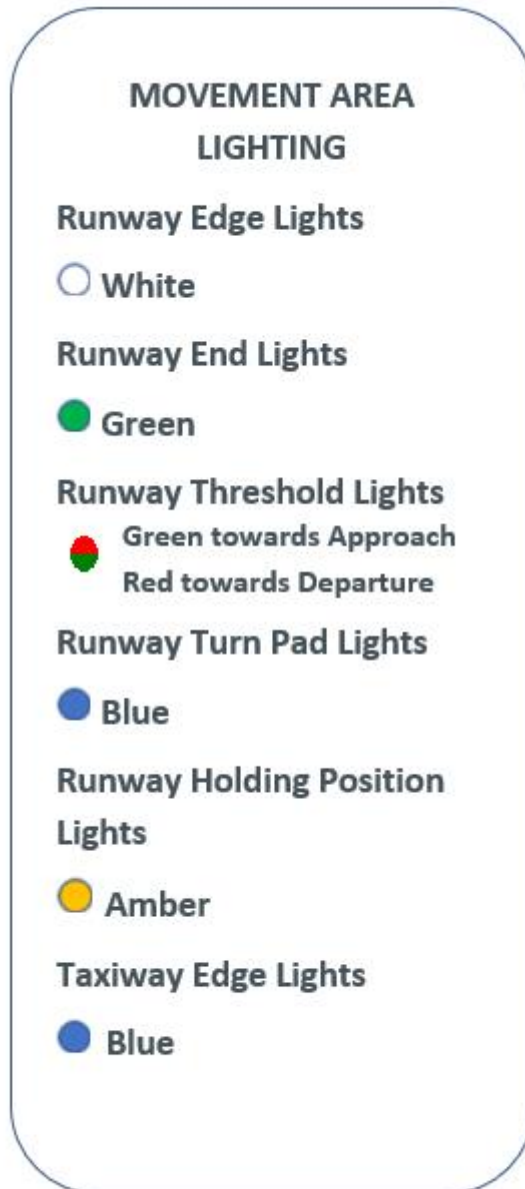 MOVEMENT AREA
LIGHTING
Runway Edge Lights
White
Runway End Lights
Green
Runway Threshold Lights
Green towards Approach
Red towards Departure
Runway Turn Pad Lights
Blue
Runway Holding Position
Lights
Amber
Taxiway Edge Lights
Blue